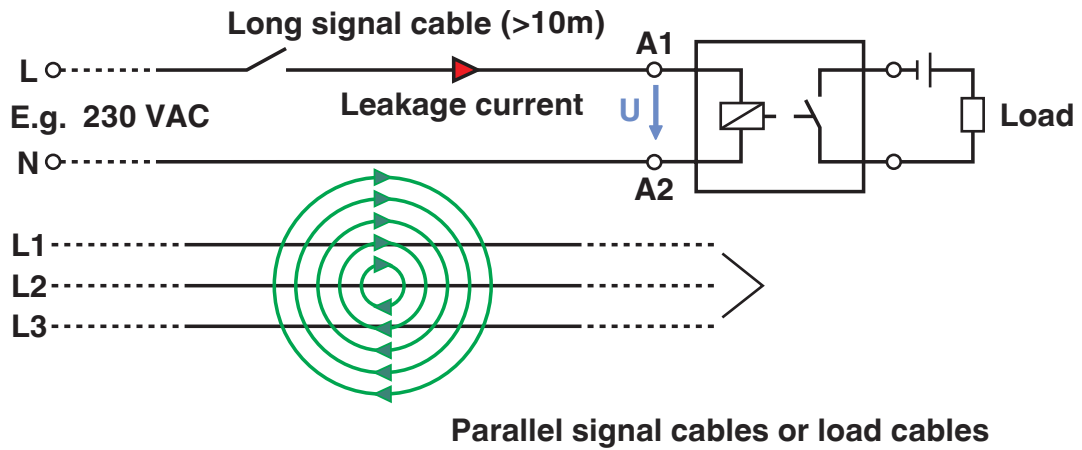 Long signal cable (>10m)
A1
L
Leakage current
E.g. 230 VAC
U
Load
N
A2
L1
L2
L3
Parallel signal cables or load cables